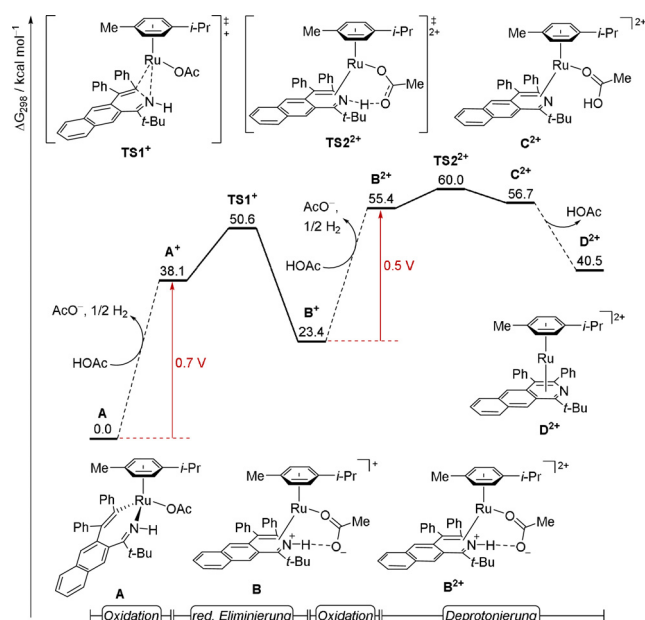 ΔG298 / kcal mol⁻¹
‡
+
Me
i-Pr
Ru
OAc
Ph
Ph
N
H
t-Bu
TS1⁺
‡
2+
Me
i-Pr
Ru
O
Me
Ph
Ph
N
H
O
t-Bu
TS2²⁺
2+
Me
i-Pr
Ru
O
Me
Ph
Ph
N
HO
t-Bu
C²⁺
TS1⁺
50.6
A⁺
38.1
AcO⁻, 1/2 H2
HOAc
0.7 V
A
0.0
B⁺
23.4
AcO⁻,
1/2 H2
HOAc
B²⁺
55.4
0.5 V
TS2²⁺
60.0
C²⁺
56.7
HOAc
D²⁺
40.5
2+
Me
i-Pr
Ru
Ph
Ph
N
t-Bu
D²⁺
Me
i-Pr
Ru
OAc
Ph
Ph
N
H
t-Bu
A
+
Me
i-Pr
Ru
O
Me
Ph
Ph
N⁺
H
O⁻
t-Bu
B
2+
Me
i-Pr
Ru
O
Me
Ph
Ph
N⁺
H
O⁻
t-Bu
B²⁺
Oxidation
red. Eliminierung
Oxidation
Deprotonierung